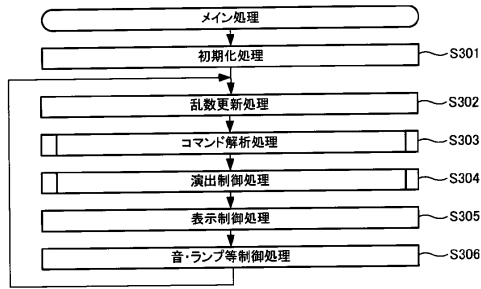 メイン処理
初期化処理 S301
乱数更新処理 S302
コマンド解析処理 S303
演出制御処理 S304
表示制御処理 S305
音・ランプ等制御処理 S306